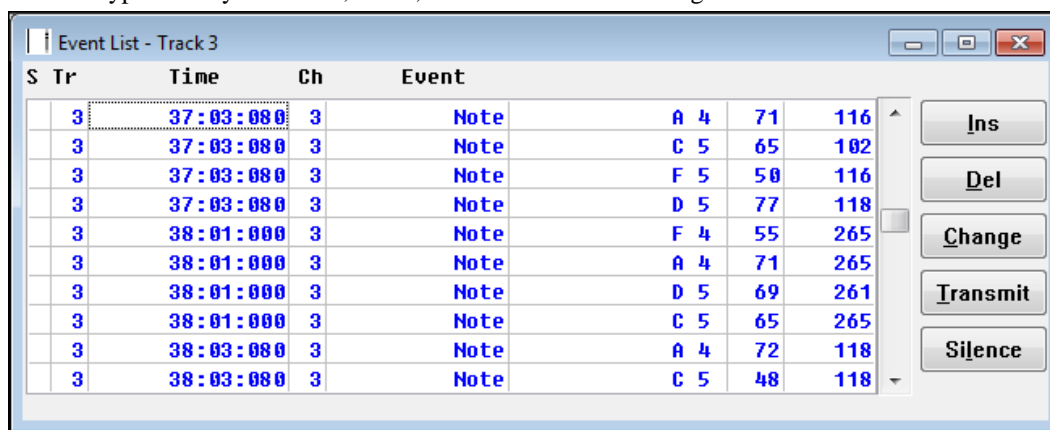 Event List - Track 3
S Tr Time Ch Event
3 37:03:080 3 Note A 4 71 116
3 37:03:080 3 Note C 5 65 102
3 37:03:080 3 Note F 5 50 116
3 37:03:080 3 Note D 5 77 118
3 38:01:000 3 Note F 4 55 265
3 38:01:000 3 Note A 4 71 265
3 38:01:000 3 Note D 5 69 261
3 38:01:000 3 Note C 5 65 265
3 38:03:080 3 Note A 4 72 118
3 38:03:080 3 Note C 5 48 118
Ins
Del
Change
Transmit
Silence